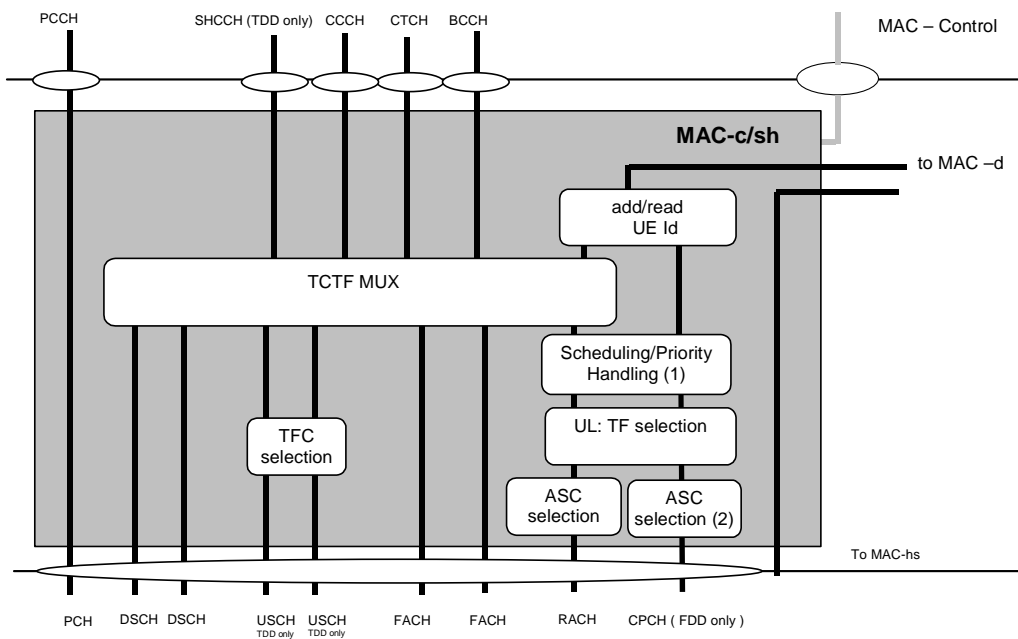 PCCH
SHCCH (TDD only)
CCCH
CTCH
BCCH
MAC – Control
MAC-c/sh
to MAC –d
add/read
UE Id
TCTF MUX
Scheduling/Priority
Handling (1)
UL: TF selection
TFC
selection
ASC
selection
ASC
selection (2)
To MAC-hs
PCH
DSCH
DSCH
USCH
TDD only
USCH
TDD only
FACH
FACH
RACH
CPCH ( FDD only )